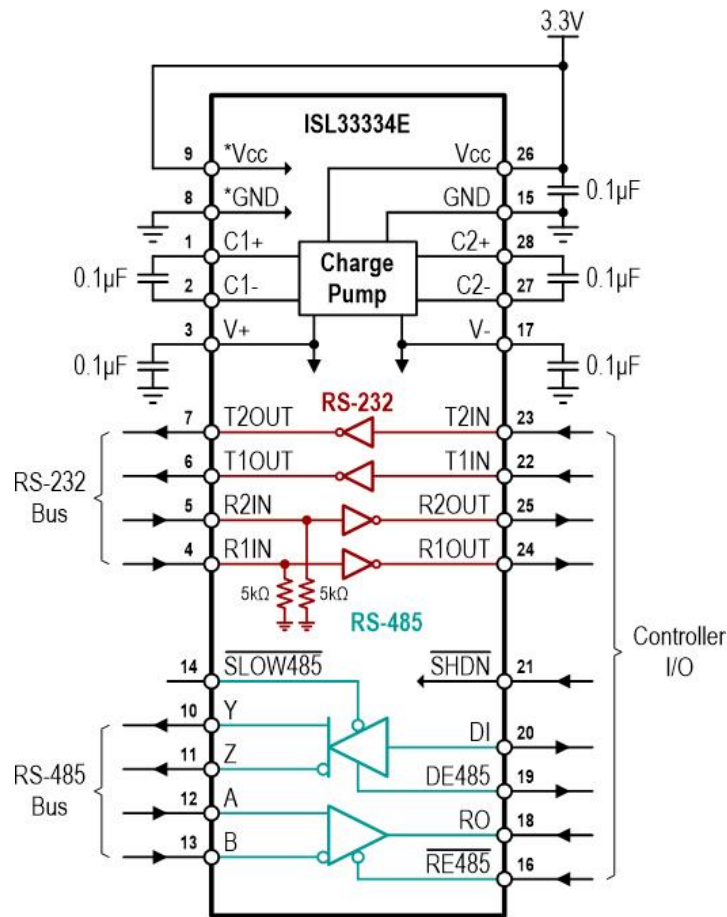 3.3V
ISL33334E
9 *Vcc Vcc 26
0.1µF
8 *GND GND 15
1 C1+ C2+ 28
0.1µF Charge Pump 0.1µF
2 C1- C2- 27
3 V+ V- 17
0.1µF 0.1µF
RS-232
7 T2OUT T2IN 23
6 T1OUT T1IN 22
RS-232
Bus
5 R2IN R2OUT 25
4 R1IN R1OUT 24
5kΩ 5kΩ
RS-485
Controller
I/O
14 SLOW485 SHDN 21
10 Y DI 20
11 Z DE485 19
RS-485
Bus
12 A RO 18
13 B RE485 16